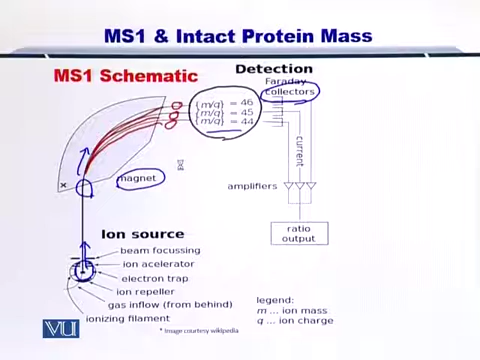 MS1 & Intact Protein Mass
MS1 Schematic
Detection
Faraday
collectors
{m/q} = 46
{m/q} = 45
{m/q} = 44
current
magnet
amplifiers
ratio
output
Ion source
beam focussing
ion acelerator
electron trap
ion repeller
gas inflow (from behind)
ionizing filament
legend:
m ... ion mass
q ... ion charge
* Image courtesy wikipedia
VU